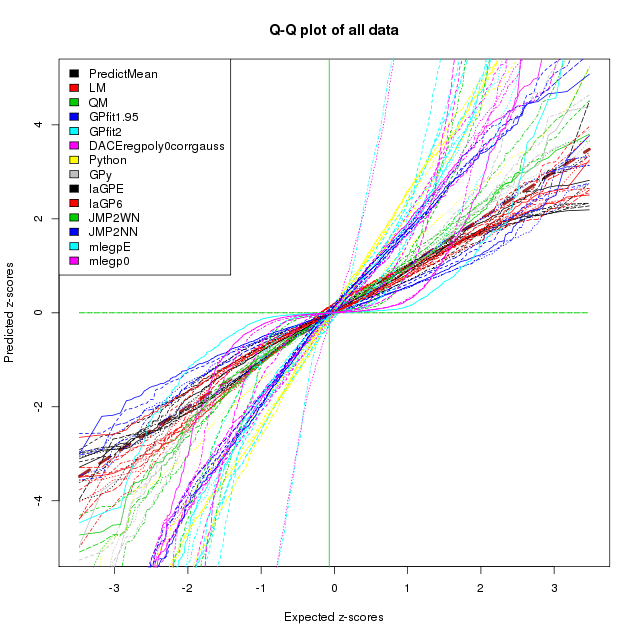 Q-Q plot of all data
PredictMean
LM
QM
GPfit1.95
GPfit2
DACEregpoly0corrgauss
Python
GPy
laGPE
laGP6
JMP2WN
JMP2NN
mlegpE
mlegp0
Predicted z-scores
4
2
0
-2
-4
-3 -2 -1 0 1 2 3
Expected z-scores